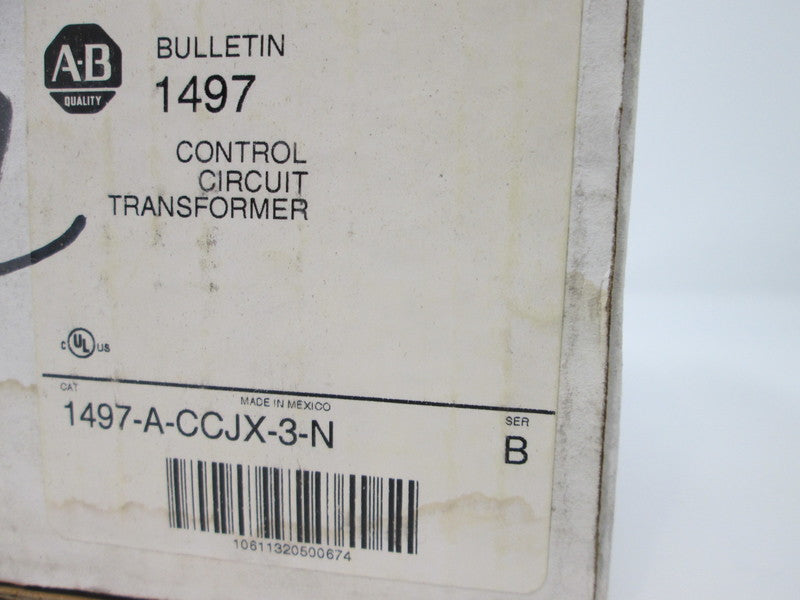 A-B
QUALITY
BULLETIN
1497
CONTROL
CIRCUIT
TRANSFORMER
c UL US
CAT
MADE IN MEXICO
1497-A-CCJX-3-N
SER
B
10611320500674